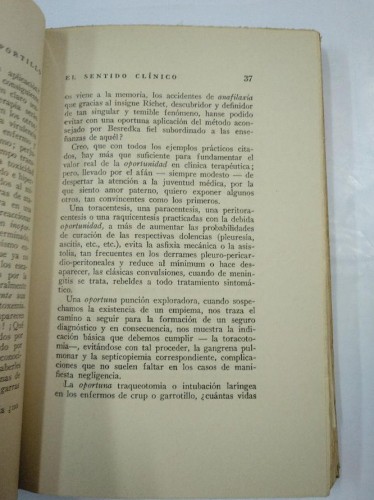 PORTILLO
EL SENTIDO CLÍNICO
37
os viene a la memoria, los accidentes de anefilaxia
que gracias al insigne Richet, descubridor y definidor
de tan singular y temible fenómeno, hanse podido
evitar con una oportuna aplicación del método acon-
sejado por Besredka fiel subordinado a las ense-
ñanzas de aquél?
Creo, que con todos los ejemplos prácticos cita-
dos, hay más que suficiente para fundamentar el
valor real de la oportunidad en clínica terapéutica;
pero, llevado por el afán — siempre modesto — de
despertar la atención a la juventud médica, por la
que siento amor paterno, quiero exponer algunos
otros, tan convincentes como los primeros.
Una toracentesis, una paracentesis, una peritora-
centesis o una raquicentesis practicadas con la debida
oportunidad, a más de aumentar las probabilidades
de curación de las respectivas dolencias (pleuresia,
ascitis, etc., etc.), evita la asfixia mecánica o la asis-
tolia, tan frecuentes en los derrames pleuro-pericar-
dio-peritoneales y reduce al mínimum o hace des-
aparecer, las clásicas convulsiones, cuando de menin-
gitis se trata, rebeldes a todo tratamiento sintomá-
tico.
Una oportuna punción exploradora, cuando sospe-
chamos la existencia de un empiema, nos traza el
camino a seguir para la formación de un seguro
diagnóstico y en consecuencia, nos muestra la indi-
cación básica que debemos cumplir — la toracoto-
mía—, evitándose con tal proceder, la gangrena pul-
monar y la septicopiemia correspondiente, complica-
ciones que no suelen faltar en los casos de mani-
fiesta negligencia.
La oportuna traqueotomia o intubación laringea
en los enfermos de crup o garrotillo, ¿cuántas vidas